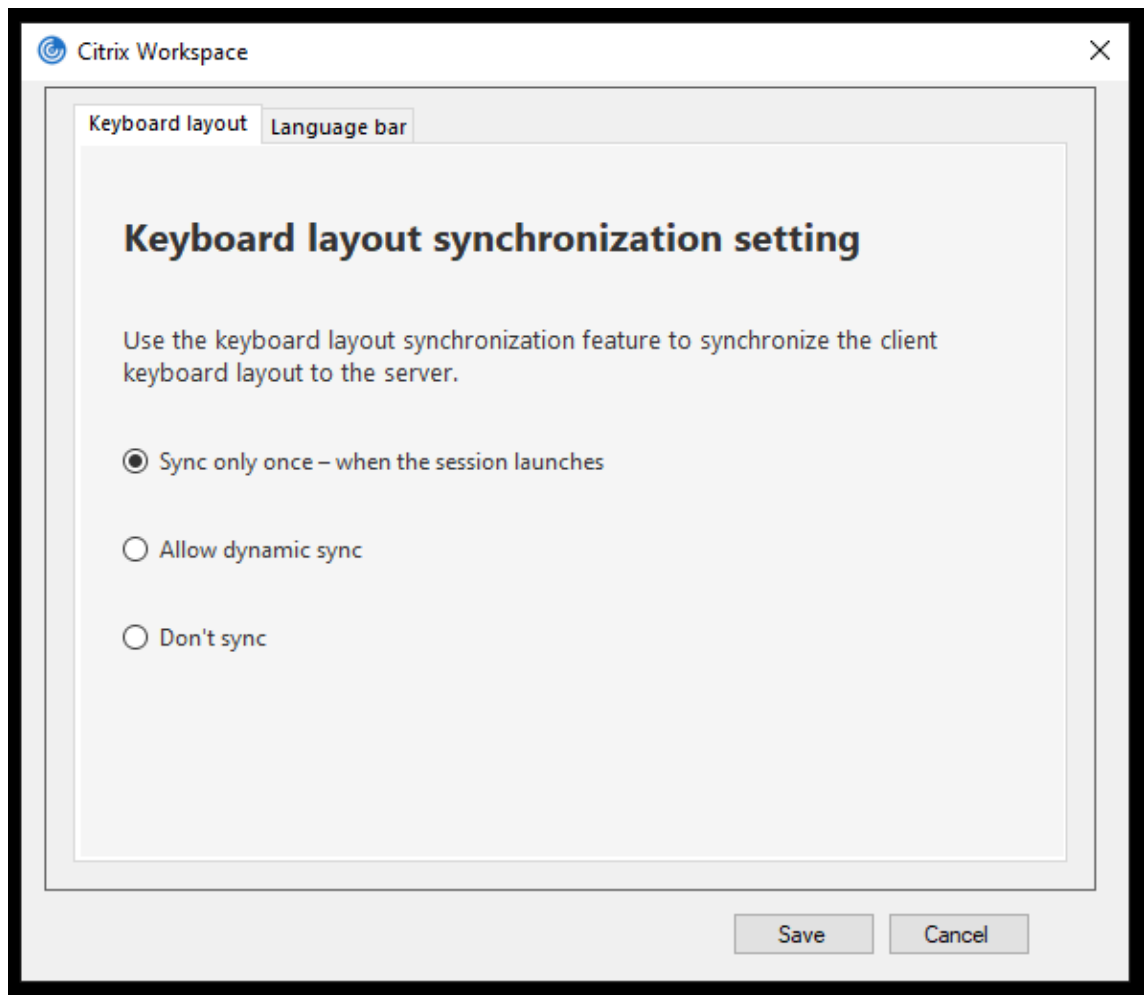 Citrix Workspace
Keyboard layout
Language bar
Keyboard layout synchronization setting
Use the keyboard layout synchronization feature to synchronize the client
keyboard layout to the server.
Sync only once – when the session launches
Allow dynamic sync
Don't sync
Save
Cancel